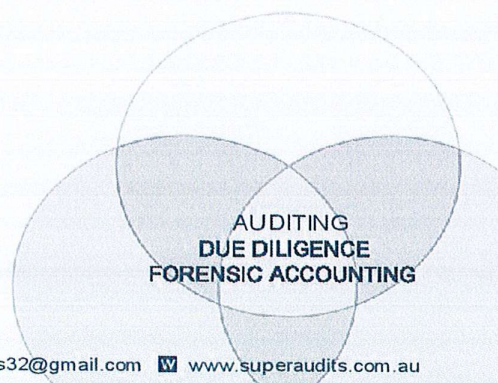 AUDITING
DUE DILIGENCE
FORENSIC ACCOUNTING
s32@gmail.com W www.superaudits.com.au